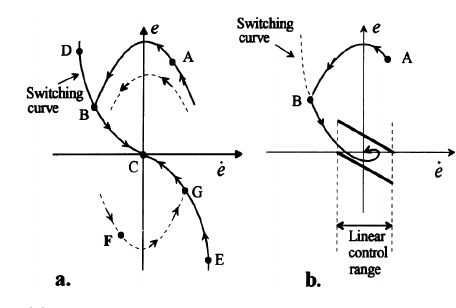 e
D
A
Switching
curve
B
C
ė
G
F
E
a.
e
Switching
curve
A
B
ė
Linear
control
range
b.